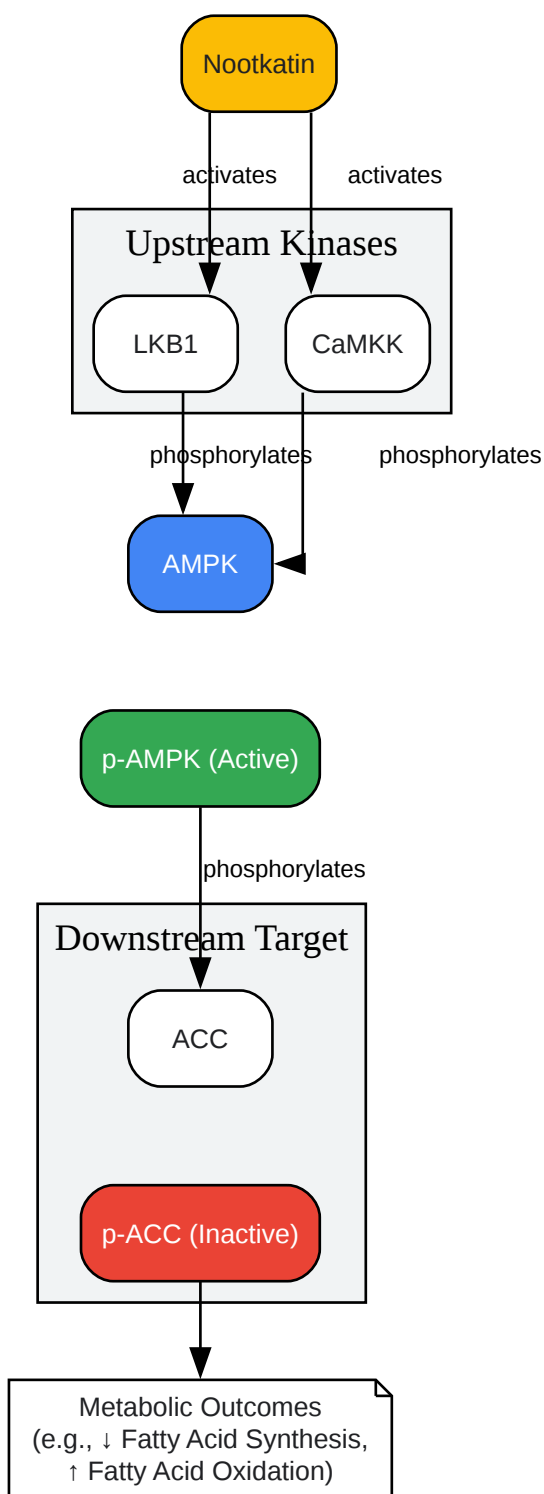 Nootkatin
activates activates
Upstream Kinases
LKB1 CaMKK
phosphorylates phosphorylates
AMPK
p-AMPK (Active)
phosphorylates
Downstream Target
ACC
p-ACC (Inactive)
Metabolic Outcomes
(e.g., ↓ Fatty Acid Synthesis,
↑ Fatty Acid Oxidation)